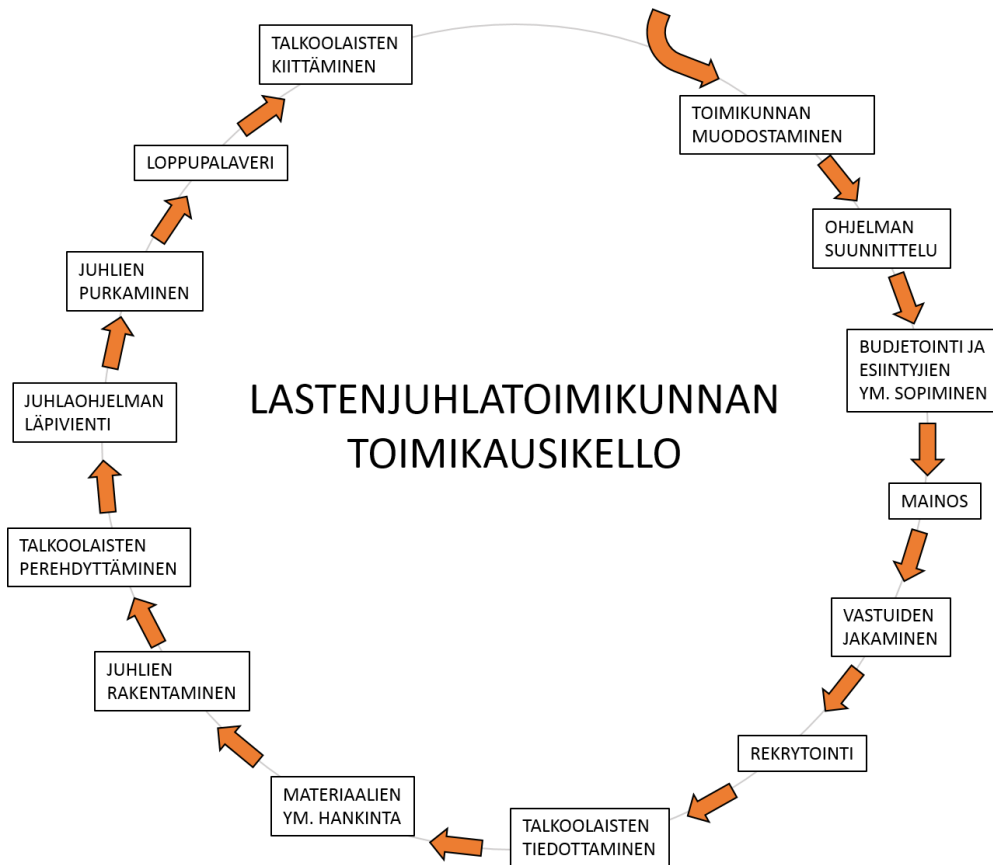 LASTENJUHLATOIMIKUNNAN
TOIMIKAUSIKELLO
TOIMIKUNNAN
MUODOSTAMINEN
OHJELMAN
SUUNNITTELU
BUDJETOINTI JA
ESIINTYJIEN
YM. SOPIMINEN
MAINOS
VASTUIDEN
JAKAMINEN
REKRYTOINTI
TALKOOLAISTEN
TIEDOTTAMINEN
MATERIAALIEN
YM. HANKINTA
JUHLIEN
RAKENTAMINEN
TALKOOLAISTEN
PEREHDYTTÄMINEN
JUHLAOHJELMAN
LÄPIVIENTI
JUHLIEN
PURKAMINEN
LOPPUPALAVERI
TALKOOLAISTEN
KIITTÄMINEN